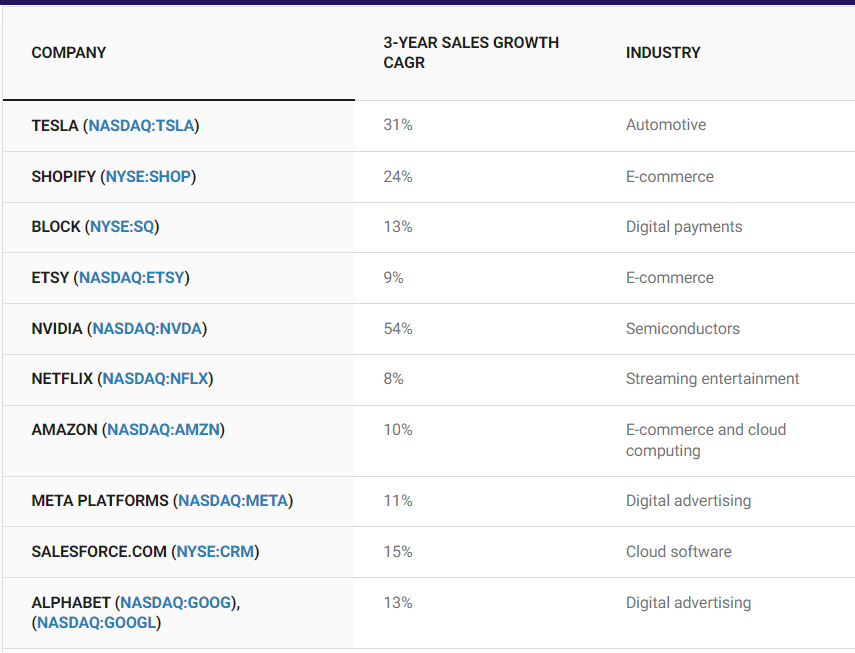 COMPANY
3-YEAR SALES GROWTH
CAGR
INDUSTRY
TESLA (NASDAQ:TSLA)
31%
Automotive
SHOPIFY (NYSE:SHOP)
24%
E-commerce
BLOCK (NYSE:SQ)
13%
Digital payments
ETSY (NASDAQ:ETSY)
9%
E-commerce
NVIDIA (NASDAQ:NVDA)
54%
Semiconductors
NETFLIX (NASDAQ:NFLX)
8%
Streaming entertainment
AMAZON (NASDAQ:AMZN)
10%
E-commerce and cloud
computing
META PLATFORMS (NASDAQ:META)
11%
Digital advertising
SALESFORCE.COM (NYSE:CRM)
15%
Cloud software
ALPHABET (NASDAQ:GOOG),
(NASDAQ:GOOGL)
13%
Digital advertising